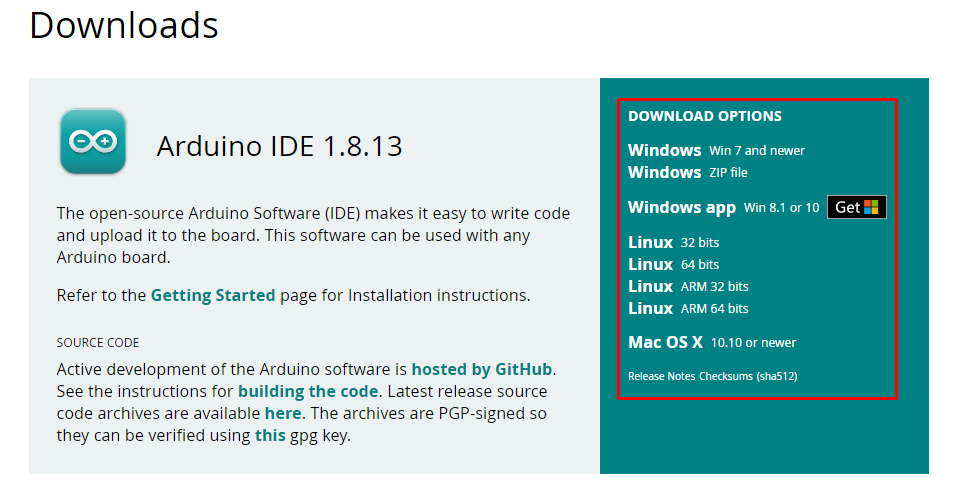 Downloads
Arduino IDE 1.8.13
The open-source Arduino Software (IDE) makes it easy to write code
and upload it to the board. This software can be used with any
Arduino board.
Refer to the Getting Started page for Installation instructions.
SOURCE CODE
Active development of the Arduino software is hosted by GitHub.
See the instructions for building the code. Latest release source
code archives are available here. The archives are PGP-signed so
they can be verified using this gpg key.
DOWNLOAD OPTIONS
Windows Win 7 and newer
Windows ZIP file
Windows app Win 8.1 or 10 Get
Linux 32 bits
Linux 64 bits
Linux ARM 32 bits
Linux ARM 64 bits
Mac OS X 10.10 or newer
Release Notes Checksums (sha512)